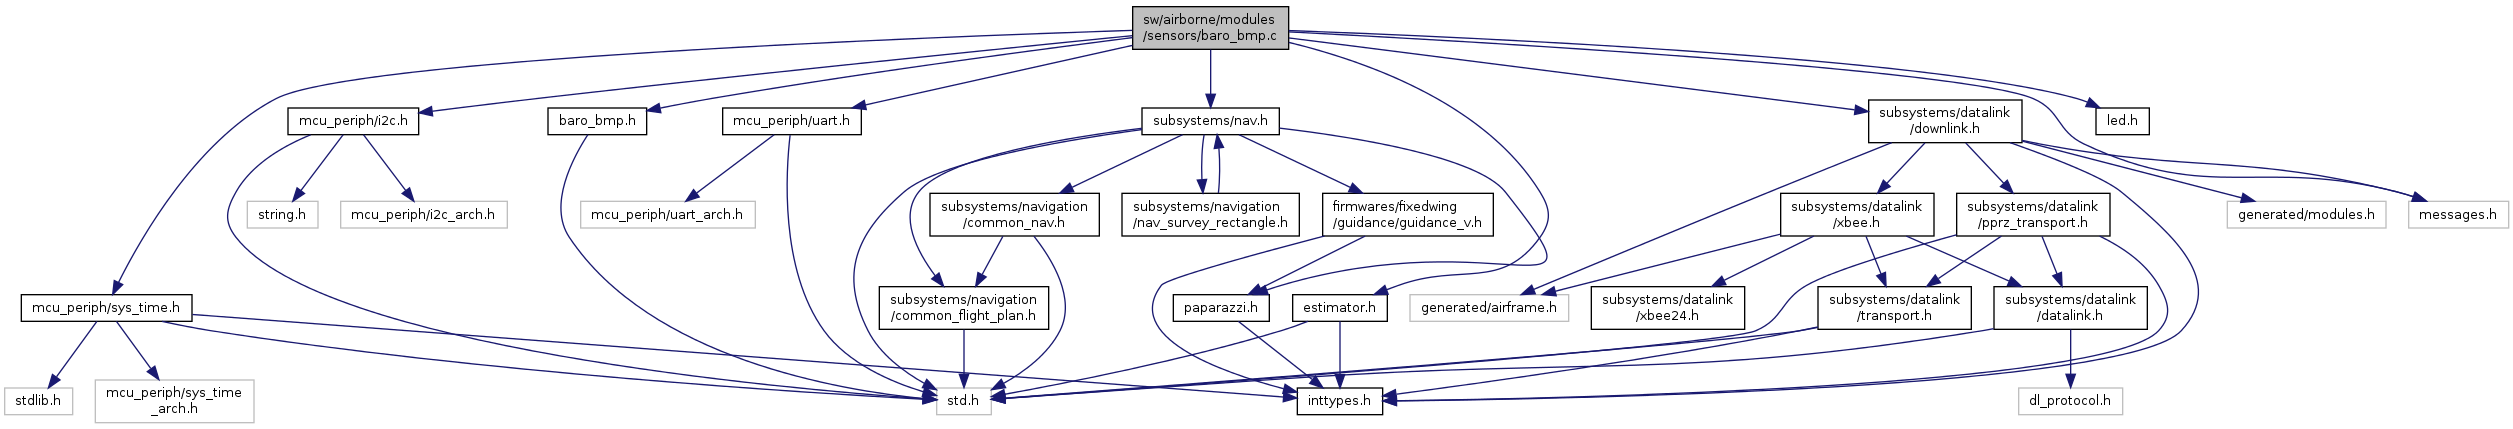 sw/airborne/modules
/sensors/baro_bmp.c
mcu_periph/i2c.h
baro_bmp.h
mcu_periph/uart.h
subsystems/nav.h
subsystems/datalink
/downlink.h
led.h
string.h
mcu_periph/i2c_arch.h
mcu_periph/uart_arch.h
subsystems/navigation
/common_nav.h
subsystems/navigation
/nav_survey_rectangle.h
firmwares/fixedwing
/guidance/guidance_v.h
subsystems/datalink
/xbee.h
subsystems/datalink
/pprz_transport.h
generated/modules.h
messages.h
mcu_periph/sys_time.h
subsystems/navigation
/common_flight_plan.h
paparazzi.h
estimator.h
generated/airframe.h
subsystems/datalink
/xbee24.h
subsystems/datalink
/transport.h
subsystems/datalink
/datalink.h
stdlib.h
mcu_periph/sys_time
_arch.h
std.h
inttypes.h
dl_protocol.h